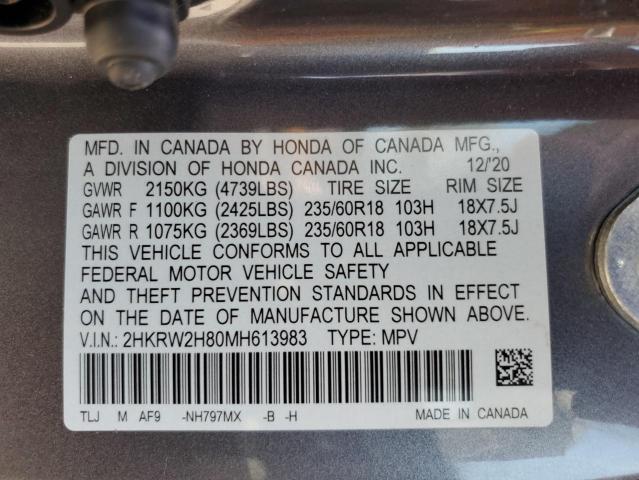 MFD. IN CANADA BY HONDA OF CANADA MFG.,
A DIVISION OF HONDA CANADA INC. 12/'20
GVWR 2150KG (4739LBS) TIRE SIZE RIM SIZE
GAWR F 1100KG (2425LBS) 235/60R18 103H 18X7.5J
GAWR R 1075KG (2369LBS) 235/60R18 103H 18X7.5J
THIS VEHICLE CONFORMS TO ALL APPLICABLE
FEDERAL MOTOR VEHICLE SAFETY
AND THEFT PREVENTION STANDARDS IN EFFECT
ON THE DATE OF MANUFACTURE SHOWN ABOVE.
V.I.N.: 2HKRW2H80MH613983 TYPE: MPV
TLJ M AF9 -NH797MX -B -H MADE IN CANADA